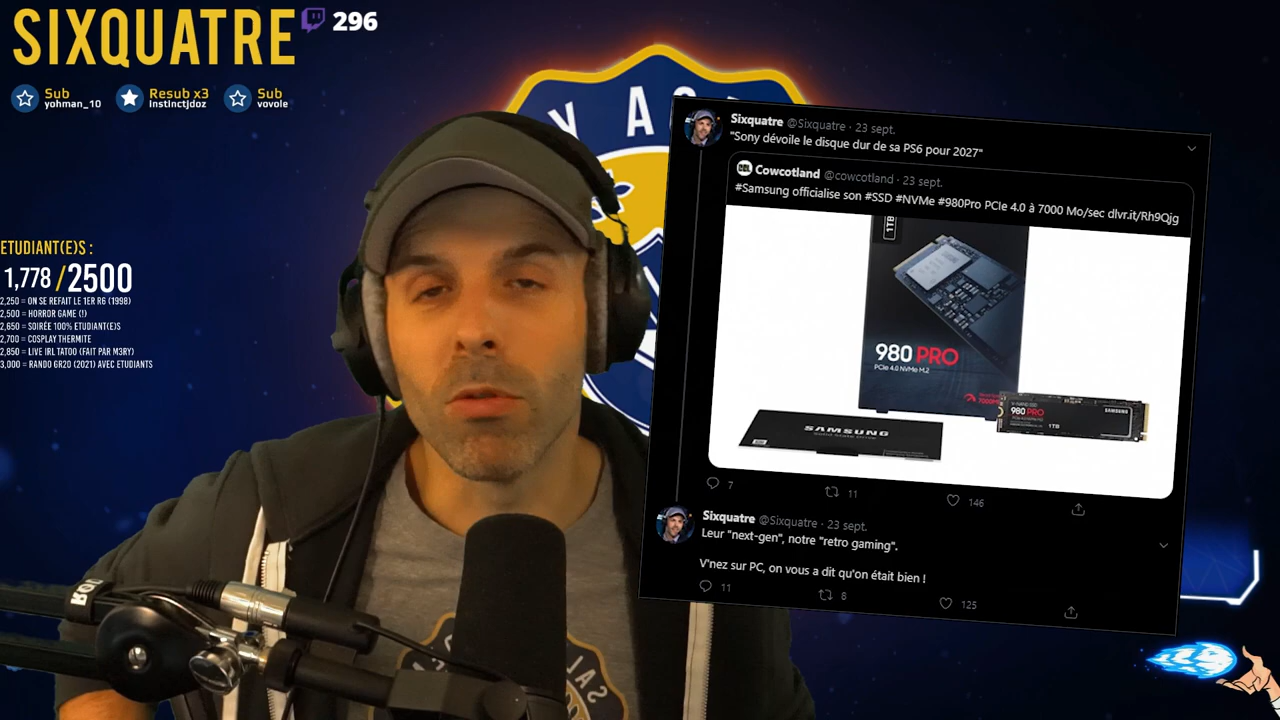 SIXQUATRE
296
Sub
yohman_10
Resub x3
Inst1nctjdoz
Sub
vovole
ETUDIANT(E)S :
1,778 / 2500
2,250 = ON SE REFAIT LE 1ER R6 (1998)
2,500 = HORROR GAME (!)
2,650 = SOIRÉE 100% ETUDIANT(E)S
2,700 = COSPLAY THERMITE
2,850 = LIVE IRL TATOO (FAIT PAR M3RY)
3,000 = RANDO GR20 (2021) AVEC ETUDIANTS
Sixquatre @Sixquatre · 23 sept.
"Sony dévoile le disque dur de sa PS6 pour 2027"
Cowcotland @cowcotland · 23 sept.
#Samsung officialise son #SSD #NVMe #980Pro PCIe 4.0 à 7000 Mo/sec dlvr.it/Rh9Qjg
1TB
980 PRO
PCIe 4.0 NVMe M.2
SAMSUNG
Solid State Drive
980 PRO
SAMSUNG
1TB
7
11
146
Sixquatre @Sixquatre · 23 sept.
Leur "next-gen", notre "retro gaming".
V'nez sur PC, on vous a dit qu'on était bien !
11
8
125